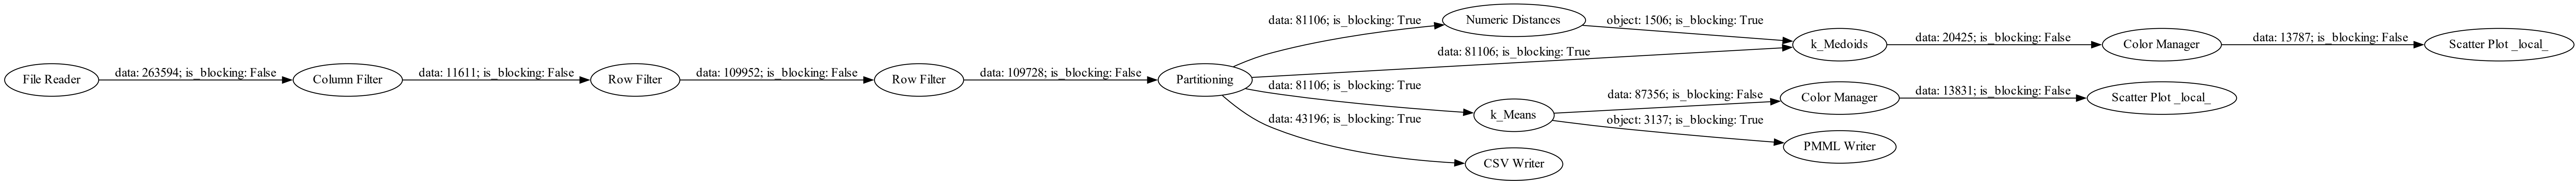 File Reader
data: 263594; is_blocking: False
Column Filter
data: 11611; is_blocking: False
Row Filter
data: 109952; is_blocking: False
Row Filter
data: 109728; is_blocking: False
Partitioning
data: 81106; is_blocking: True
Numeric Distances
object: 1506; is_blocking: True
data: 81106; is_blocking: True
k_Medoids
data: 20425; is_blocking: False
Color Manager
data: 13787; is_blocking: False
Scatter Plot _local_
data: 81106; is_blocking: True
k_Means
data: 87356; is_blocking: False
Color Manager
data: 13831; is_blocking: False
Scatter Plot _local_
object: 3137; is_blocking: True
PMML Writer
data: 43196; is_blocking: True
CSV Writer